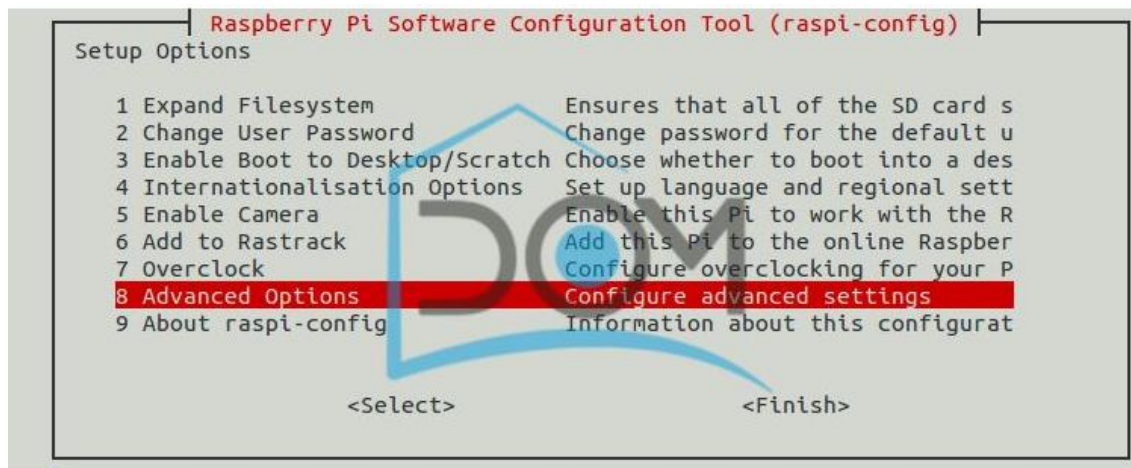 Raspberry Pi Software Configuration Tool (raspi-config)
Setup Options
1 Expand Filesystem Ensures that all of the SD card s
2 Change User Password Change password for the default u
3 Enable Boot to Desktop/Scratch Choose whether to boot into a des
4 Internationalisation Options Set up language and regional sett
5 Enable Camera Enable this Pi to work with the R
6 Add to Rastrack Add this Pi to the online Raspber
7 Overclock Configure overclocking for your P
8 Advanced Options Configure advanced settings
9 About raspi-config Information about this configurat
DOM
<Select> <Finish>